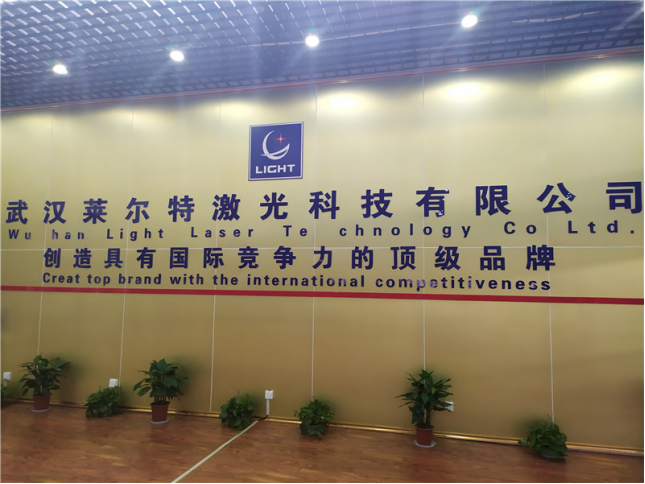 LIGHT
武汉莱尔特激光科技有限公司
Wu han Light Laser Te chnology Co Ltd.
创造具有国际竞争力的顶级品牌
Creat top brand with the international competitiveness